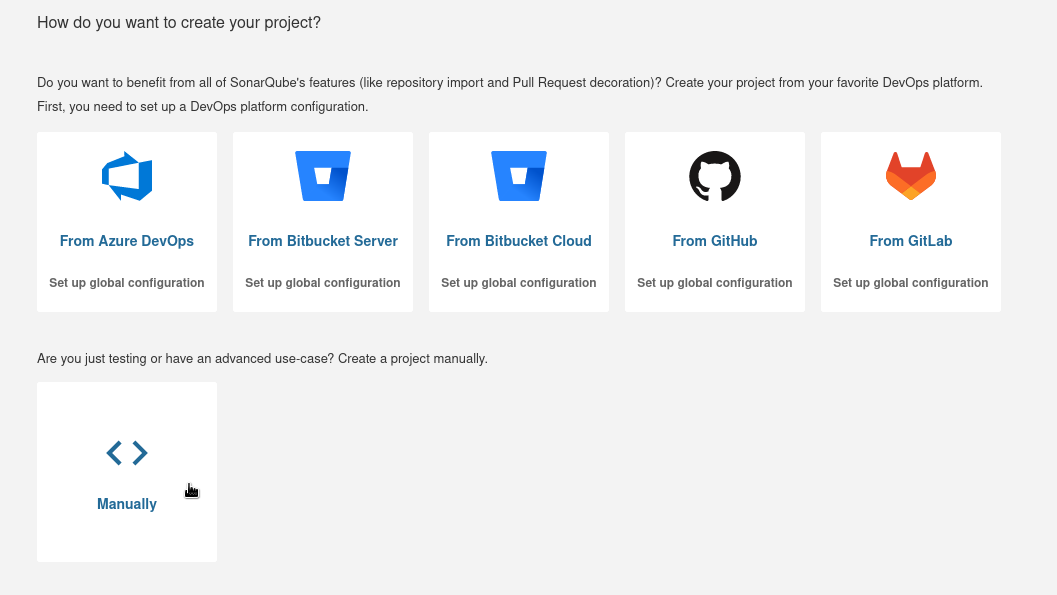 How do you want to create your project?
Do you want to benefit from all of SonarQube's features (like repository import and Pull Request decoration)? Create your project from your favorite DevOps platform.
First, you need to set up a DevOps platform configuration.
From Azure DevOps
From Bitbucket Server
From Bitbucket Cloud
From GitHub
From GitLab
Set up global configuration
Set up global configuration
Set up global configuration
Set up global configuration
Set up global configuration
Are you just testing or have an advanced use-case? Create a project manually.
Manually